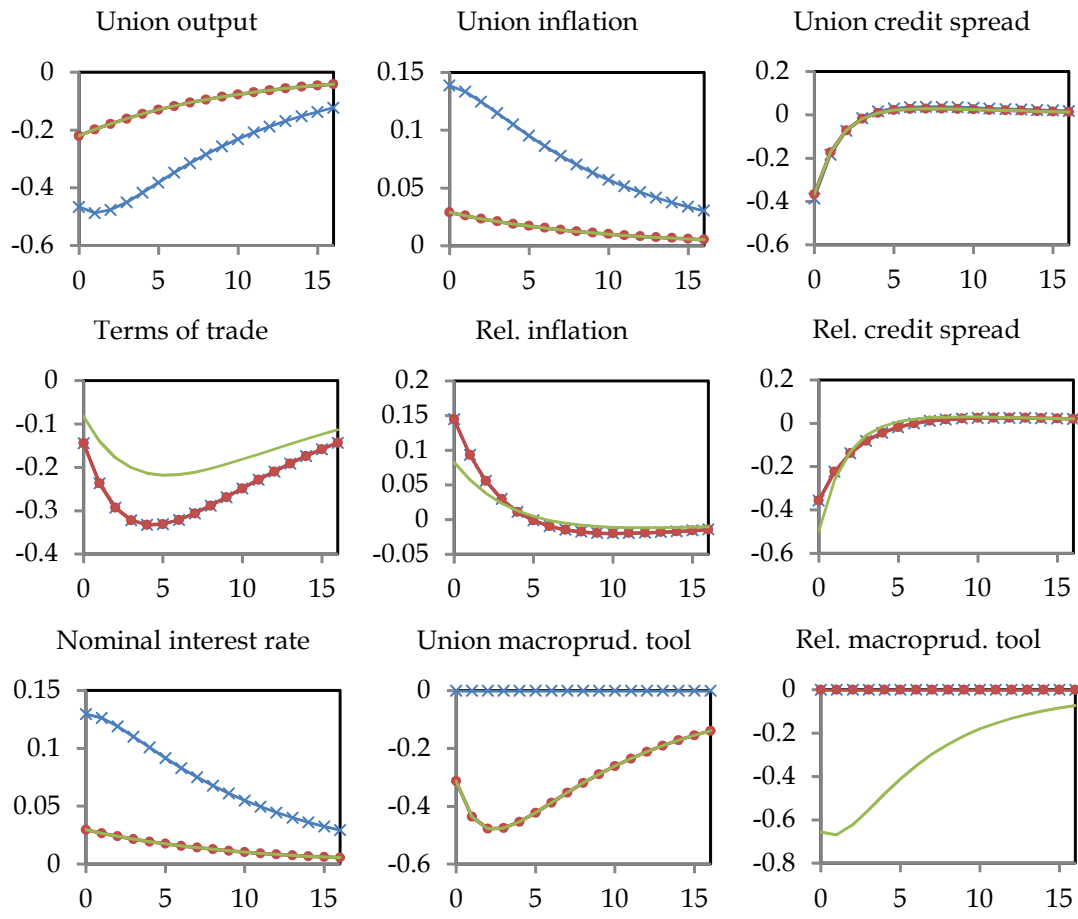 Union output
Union inflation
Union credit spread
0
-0.2
-0.4
-0.6
0 5 10 15
0.15
0.1
0.05
0
0 5 10 15
0.2
0
-0.2
-0.4
-0.6
0 5 10 15
Terms of trade
Rel. inflation
Rel. credit spread
0
-0.1
-0.2
-0.3
-0.4
0 5 10 15
0.2
0.15
0.1
0.05
0
-0.05
0 5 10 15
0.2
0
-0.2
-0.4
-0.6
0 5 10 15
Nominal interest rate
Union macroprud. tool
Rel. macroprud. tool
0.15
0.1
0.05
0
0 5 10 15
0
-0.2
-0.4
-0.6
0 5 10 15
0
-0.2
-0.4
-0.6
-0.8
0 5 10 15